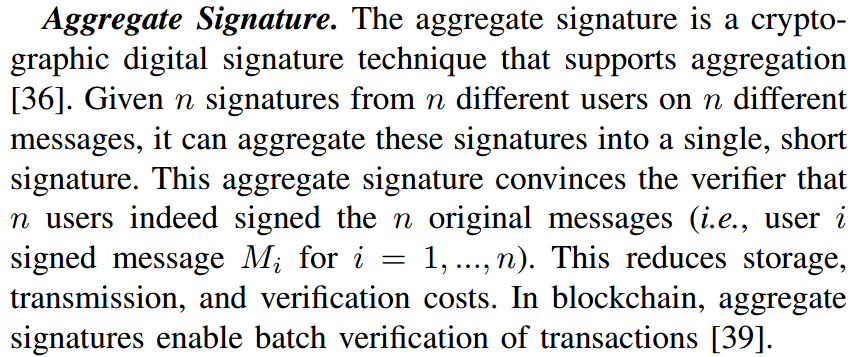 Aggregate Signature. The aggregate signature is a crypto-
graphic digital signature technique that supports aggregation
[36]. Given n signatures from n different users on n different
messages, it can aggregate these signatures into a single, short
signature. This aggregate signature convinces the verifier that
n users indeed signed the n original messages (i.e., user i
signed message Mᵢ for i = 1, ..., n). This reduces storage,
transmission, and verification costs. In blockchain, aggregate
signatures enable batch verification of transactions [39].